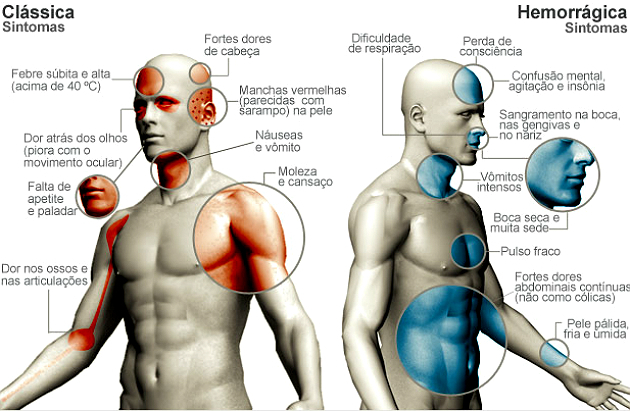 Clássica
Sintomas
Febre súbita e alta
(acima de 40 ºC)
Fortes dores
de cabeça
Manchas vermelhas
(parecidas com
sarampo) na pele
Dor atrás dos olhos
(piora com o
movimento ocular)
Náuseas
e vômito
Falta de
apetite
e paladar
Moleza
e cansaço
Dor nos ossos e
nas articulações
Hemorrágica
Sintomas
Dificuldade
de respiração
Perda de
consciência
Confusão mental,
agitação e insônia
Sangramento na boca,
nas gengivas e
no nariz
Vômitos
intensos
Boca seca e
muita sede
Pulso fraco
Fortes dores
abdominais contínuas
(não como cólicas)
Pele pálida,
fria e úmida